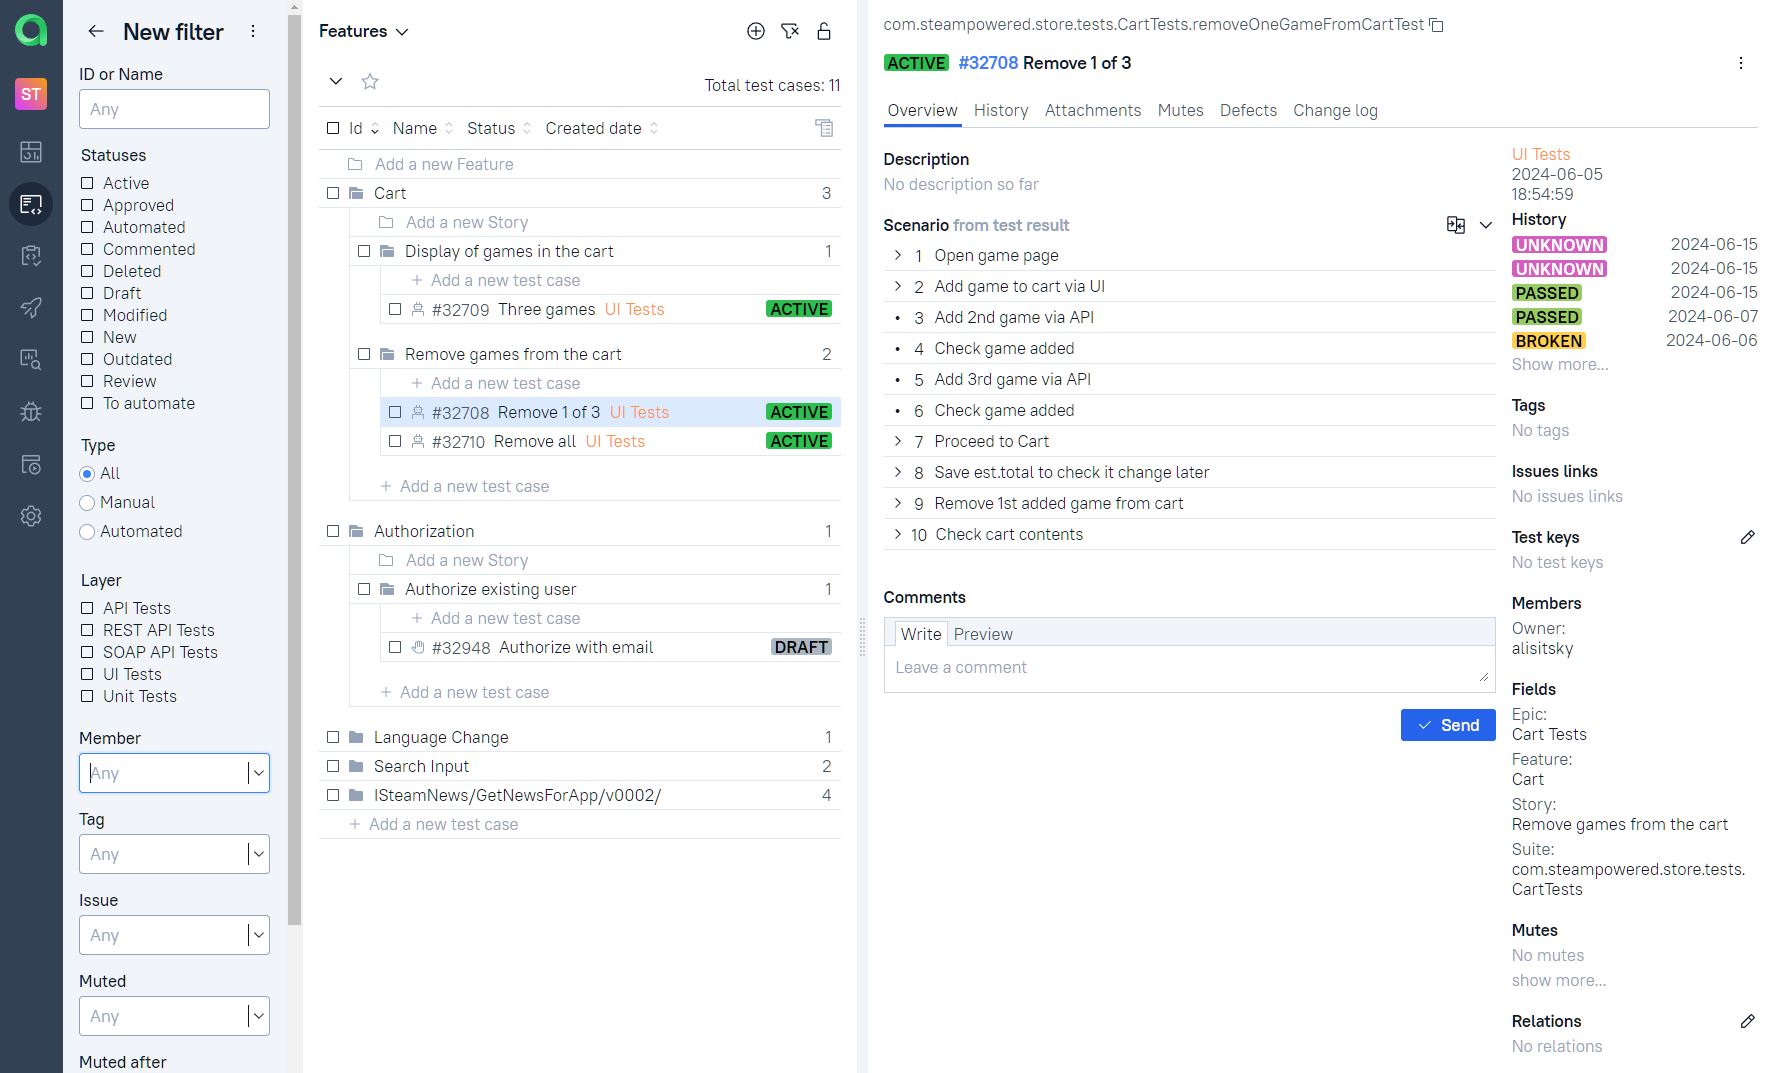 ST
New filter
ID or Name
Any
Statuses
Active
Approved
Automated
Commented
Deleted
Draft
Modified
New
Outdated
Review
To automate
Type
All
Manual
Automated
Layer
API Tests
REST API Tests
SOAP API Tests
UI Tests
Unit Tests
Member
Any
Tag
Any
Issue
Any
Muted
Any
Muted after
Features
Total test cases: 11
Id Name Status Created date
Add a new Feature
Cart 3
Add a new Story
Display of games in the cart 1
+ Add a new test case
#32709 Three games UI Tests ACTIVE
Remove games from the cart 2
+ Add a new test case
#32708 Remove 1 of 3 UI Tests ACTIVE
#32710 Remove all UI Tests ACTIVE
+ Add a new test case
Authorization 1
Add a new Story
Authorize existing user 1
+ Add a new test case
#32948 Authorize with email DRAFT
+ Add a new test case
Language Change 1
Search Input 2
ISteamNews/GetNewsForApp/v0002/ 4
+ Add a new test case
com.steampowered.store.tests.CartTests.removeOneGameFromCartTest
ACTIVE #32708 Remove 1 of 3
Overview History Attachments Mutes Defects Change log
Description
No description so far
Scenario from test result
1 Open game page
2 Add game to cart via UI
• 3 Add 2nd game via API
• 4 Check game added
• 5 Add 3rd game via API
• 6 Check game added
7 Proceed to Cart
8 Save est.total to check it change later
9 Remove 1st added game from cart
10 Check cart contents
Comments
Write Preview
Leave a comment
Send
UI Tests
2024-06-05
18:54:59
History
UNKNOWN 2024-06-15
UNKNOWN 2024-06-15
PASSED 2024-06-15
PASSED 2024-06-07
BROKEN 2024-06-06
Show more...
Tags
No tags
Issues links
No issues links
Test keys
No test keys
Members
Owner:
alisitsky
Fields
Epic:
Cart Tests
Feature:
Cart
Story:
Remove games from the cart
Suite:
com.steampowered.store.tests.
CartTests
Mutes
No mutes
show more...
Relations
No relations